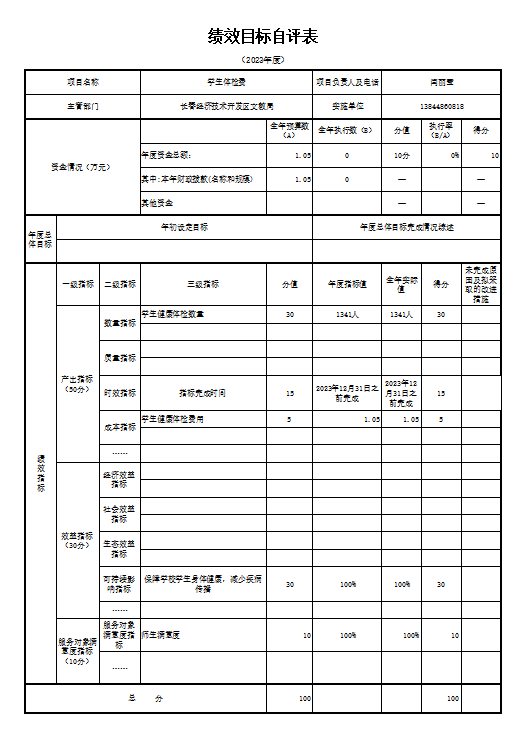 绩效目标自评表
（2023年度）
项目名称 学生体检费 项目负责人及电话 周丽莹
主管部门 长春经济技术开发区文教局 实施单位 13844860818
资金情况（万元） 全年预算数（A） 全年执行数（B） 分值 执行率（B/A） 得分
年度资金总额： 1.05 0 10分 0% 10
其中:本年财政拨款(名称和规模) 1.05 0 — —
其他资金 — —
年度总体目标 年初设定目标 年度总体目标完成情况综述
绩效指标 一级指标 二级指标 三级指标 分值 年度指标值 全年实际值 得分 未完成原因及拟采取的改进措施
产出指标（50分） 数量指标 学生健康体检数量 30 1341人 1341人 30
质量指标
时效指标 指标完成时间 15 2023年12月31日之前完成 2023年12月31日之前完成 15
成本指标 学生健康体检费用 5 1.05 1.05 5
……
效益指标（30分） 经济效益指标
社会效益指标
生态效益指标
可持续影响指标 保障学校学生身体健康，减少疾病传播 30 100% 100% 30
……
服务对象满意度指标（10分） 服务对象满意度指标 师生满意度 10 100% 100% 10
……
总 分 100 100